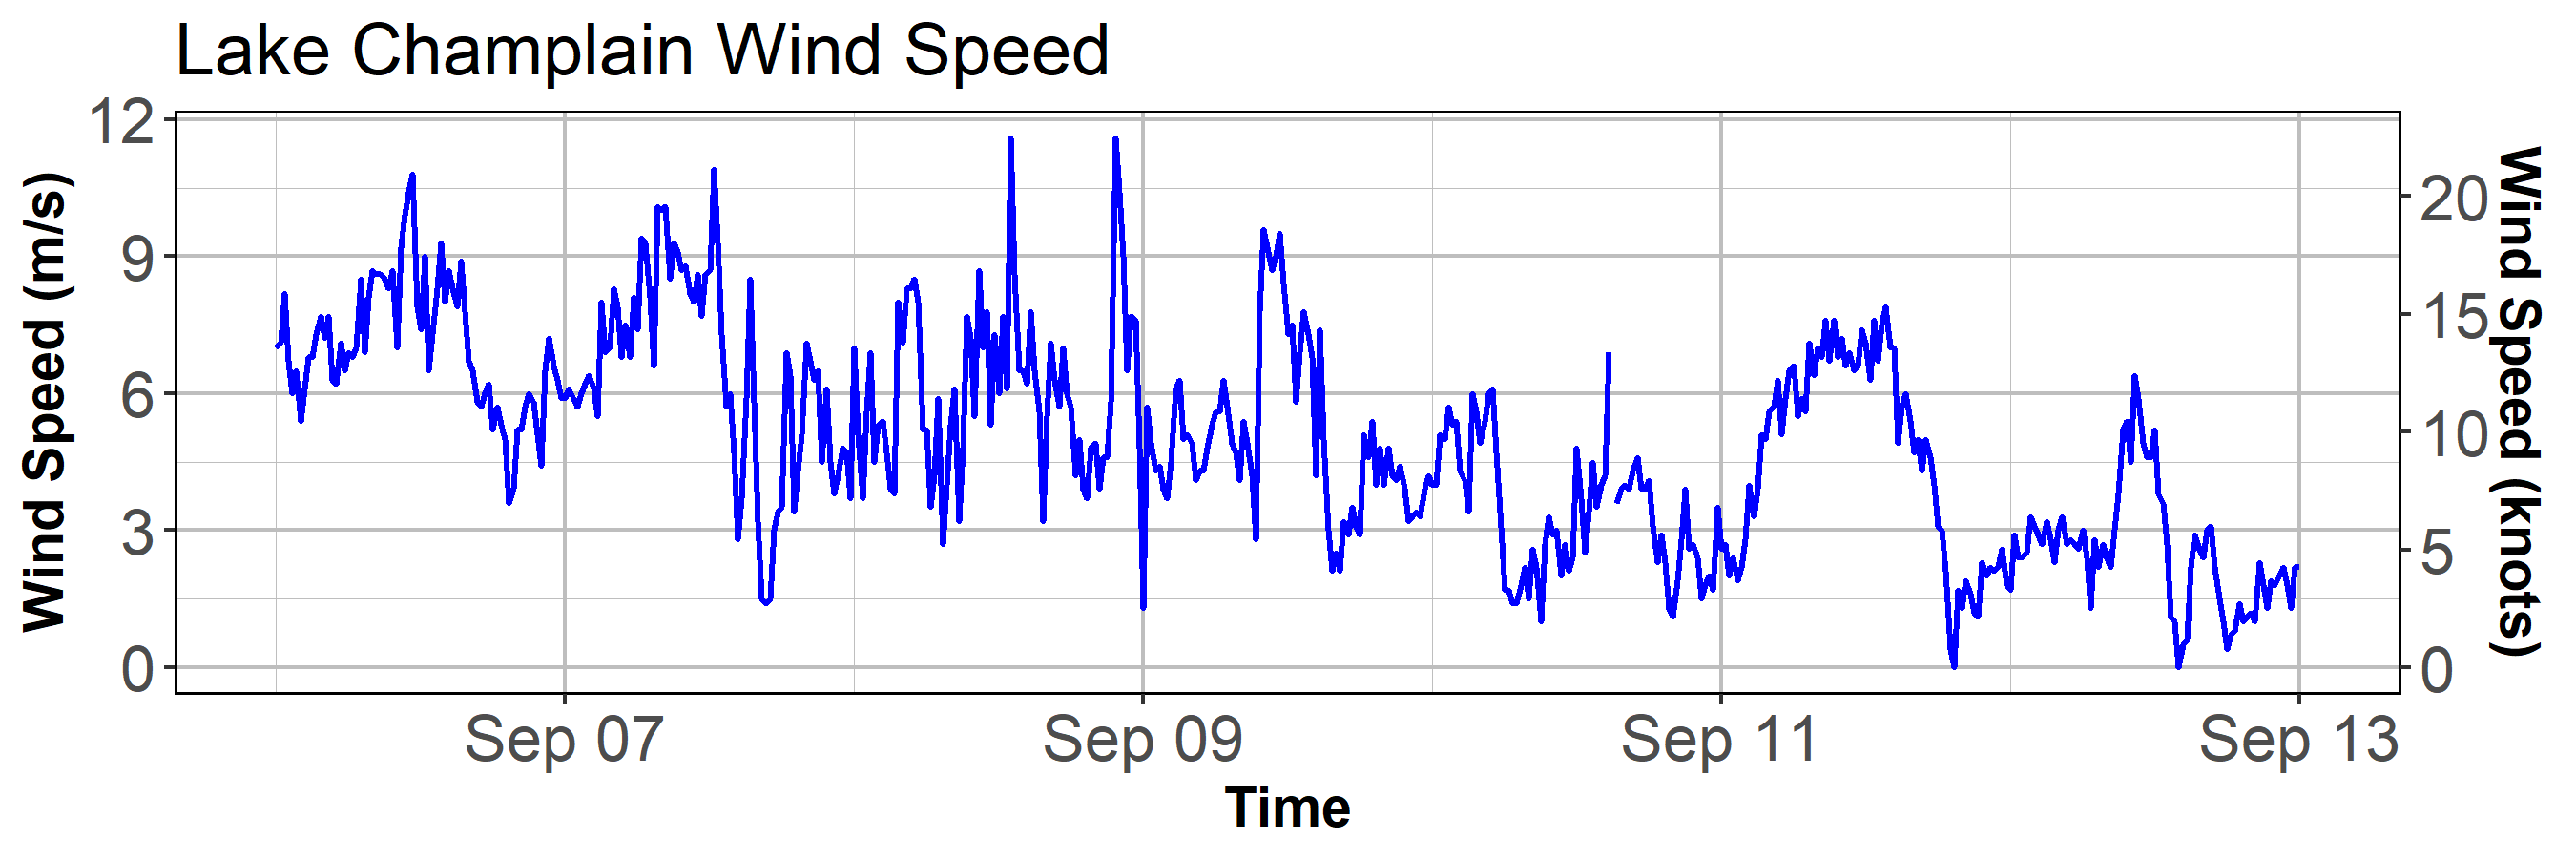 Lake Champlain Wind Speed
Wind Speed (m/s)
12
9
6
3
0
20
15
10
5
0
Wind Speed (knots)
Sep 07
Sep 09
Sep 11
Sep 13
Time